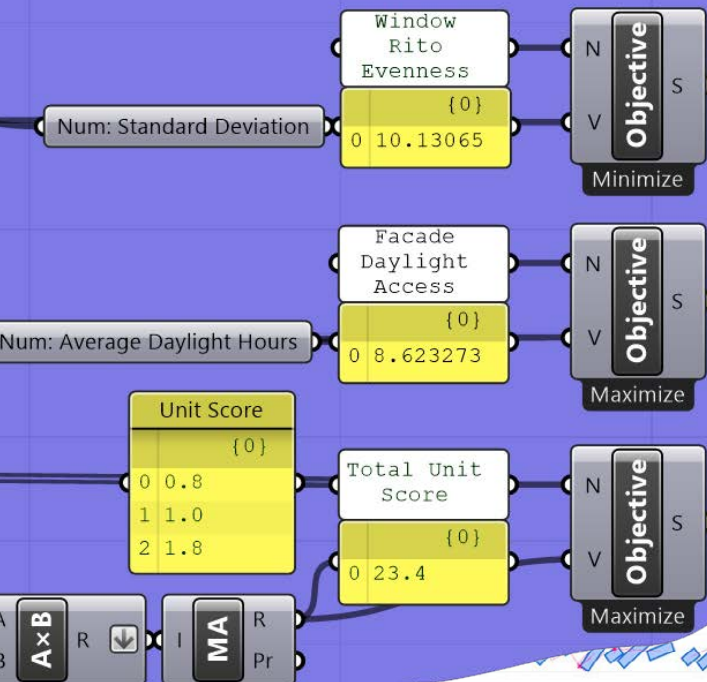 Window
Rito
Evenness
N
Objective
S
V
Minimize
Num: Standard Deviation
{0}
0 10.13065
Facade
Daylight
Access
N
Objective
S
V
Maximize
Num: Average Daylight Hours
{0}
0 8.623273
Unit Score
{0}
0 0.8
1 1.0
2 1.8
Total Unit
Score
{0}
0 23.4
N
Objective
S
V
Maximize
A
B
A×B
R
I
MA
R
Pr